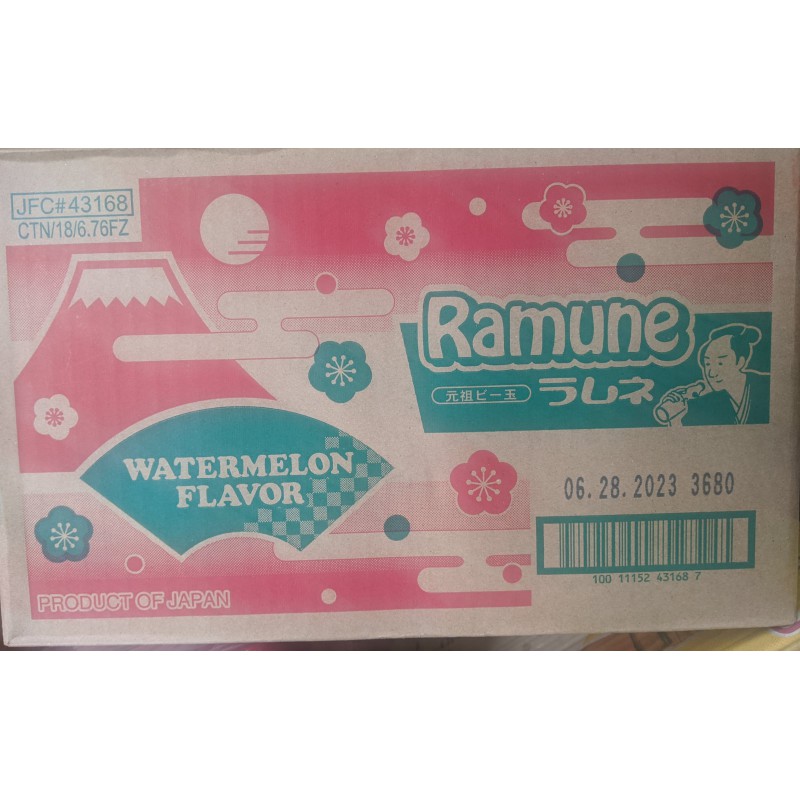 JFC#43168
CTN/18/6.76FZ
Ramune
元祖ビー玉 ラムネ
WATERMELON
FLAVOR
06.28.2023 3680
100 11152 43168 7
PRODUCT OF JAPAN